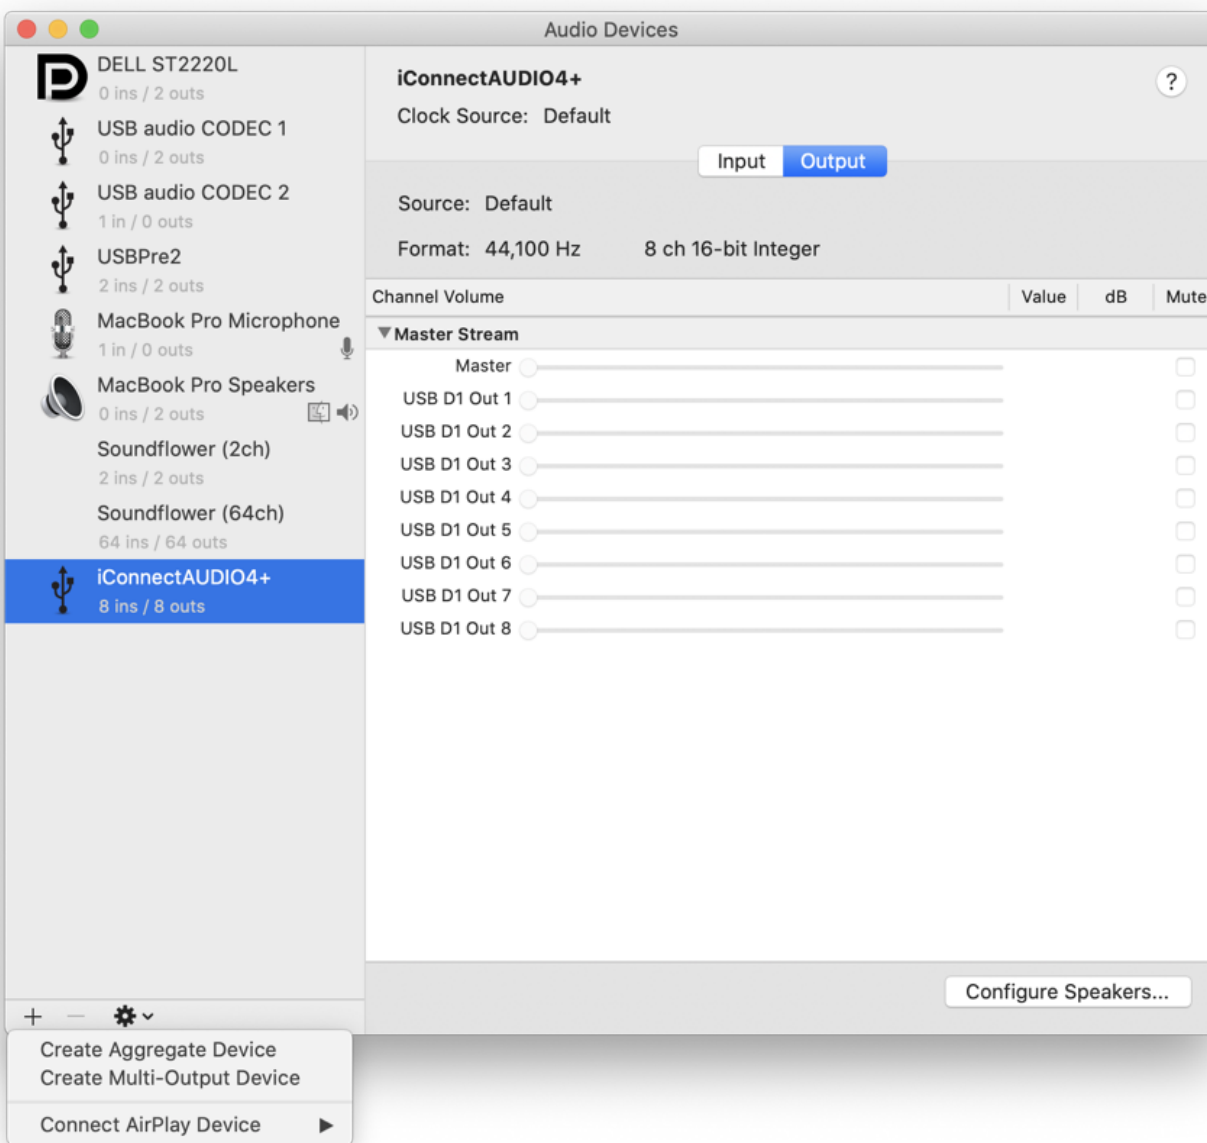 Audio Devices
DELL ST2220L
0 ins / 2 outs
USB audio CODEC 1
0 ins / 2 outs
USB audio CODEC 2
1 in / 0 outs
USBPre2
2 ins / 2 outs
MacBook Pro Microphone
1 in / 0 outs
MacBook Pro Speakers
0 ins / 2 outs
Soundflower (2ch)
2 ins / 2 outs
Soundflower (64ch)
64 ins / 64 outs
iConnectAUDIO4+
8 ins / 8 outs
iConnectAUDIO4+
?
Clock Source: Default
Input Output
Source: Default
Format: 44,100 Hz 8 ch 16-bit Integer
Channel Volume Value dB Mute
Master Stream
Master
USB D1 Out 1
USB D1 Out 2
USB D1 Out 3
USB D1 Out 4
USB D1 Out 5
USB D1 Out 6
USB D1 Out 7
USB D1 Out 8
Configure Speakers...
Create Aggregate Device
Create Multi-Output Device
Connect AirPlay Device